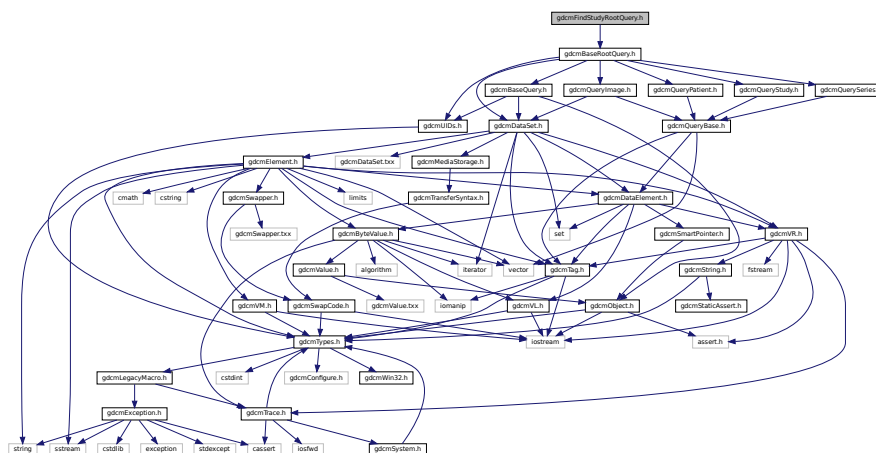 gdcmFindStudyRootQuery.h
gdcmBaseRootQuery.h
gdcmBaseQuery.h
gdcmQueryImage.h
gdcmQueryPatient.h
gdcmQueryStudy.h
gdcmQuerySeries
gdcmUIDs.h
gdcmDataSet.h
gdcmQueryBase.h
gdcmElement.h
gdcmDataSet.txx
gdcmMediaStorage.h
cmath
cstring
gdcmSwapper.h
limits
gdcmTransferSyntax.h
gdcmDataElement.h
gdcmSwapper.txx
gdcmByteValue.h
set
gdcmSmartPointer.h
gdcmVR.h
gdcmValue.h
algorithm
iterator
vector
gdcmTag.h
gdcmString.h
fstream
gdcmVM.h
gdcmSwapCode.h
gdcmValue.txx
iomanip
gdcmVL.h
gdcmObject.h
gdcmStaticAssert.h
gdcmTypes.h
iostream
assert.h
gdcmLegacyMacro.h
cstdint
gdcmConfigure.h
gdcmWin32.h
gdcmException.h
gdcmTrace.h
string
sstream
cstdlib
exception
stdexcept
cassert
iosfwd
gdcmSystem.h